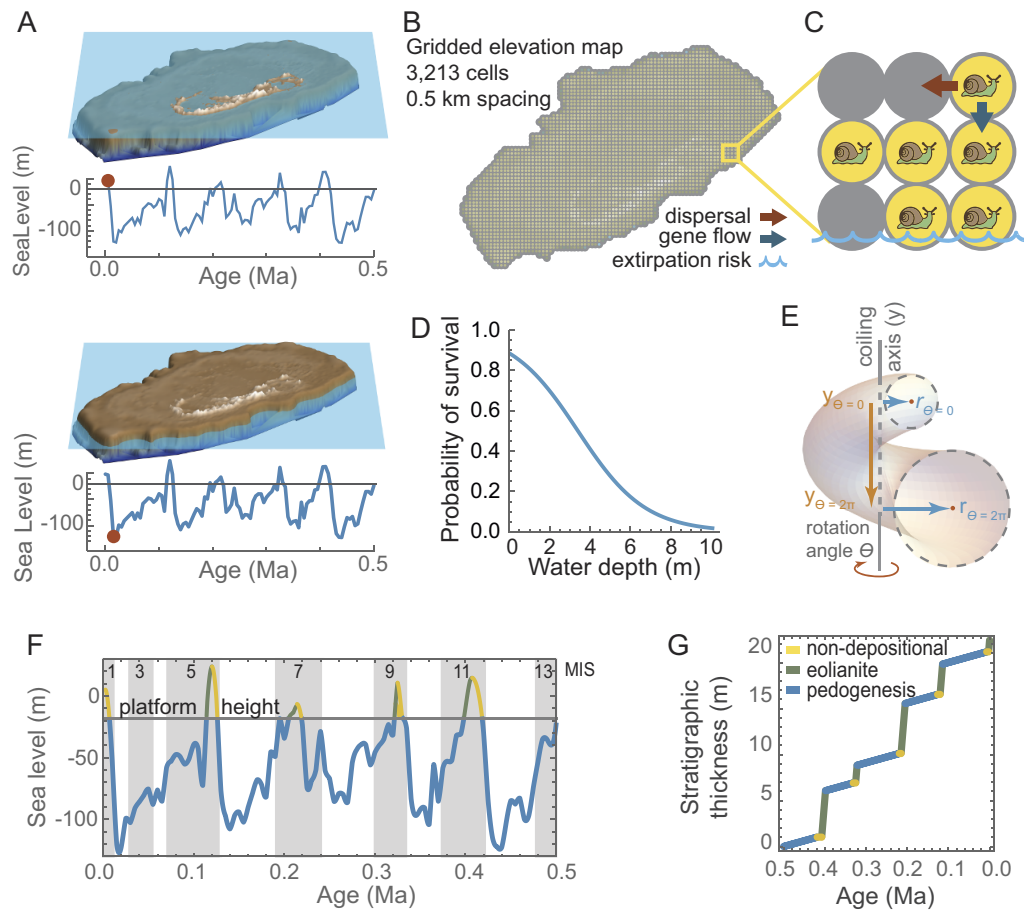 A
SeaLevel (m)
0
-100
0.0
0.5
Age (Ma)
Sea Level (m)
0
-100
0.0
0.5
Age (Ma)
B
Gridded elevation map
3,213 cells
0.5 km spacing
dispersal
gene flow
extirpation risk
C
D
Probability of survival
1.0
0.8
0.6
0.4
0.2
0.0
0
2
4
6
8
10
Water depth (m)
E
coiling
axis (y)
yΘ = 0
rΘ = 0
yΘ = 2π
rΘ = 2π
rotation
angle Θ
F
1
3
5
7
9
11
13
MIS
platform height
Sea level (m)
0
-50
-100
0.0
0.1
0.2
0.3
0.4
0.5
Age (Ma)
G
non-depositional
eolianite
pedogenesis
Stratigraphic
thickness (m)
20
15
10
5
0
0.5
0.4
0.3
0.2
0.1
0.0
Age (Ma)